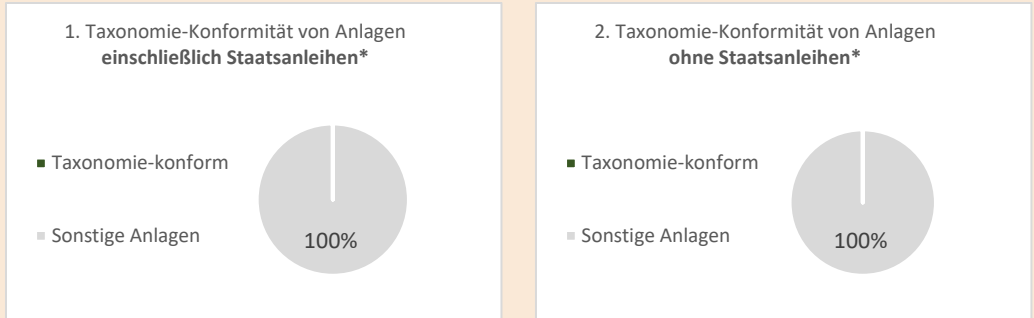 1. Taxonomie-Konformität von Anlagen
einschließlich Staatsanleihen*
Taxonomie-konform
Sonstige Anlagen
100%
2. Taxonomie-Konformität von Anlagen
ohne Staatsanleihen*
Taxonomie-konform
Sonstige Anlagen
100%